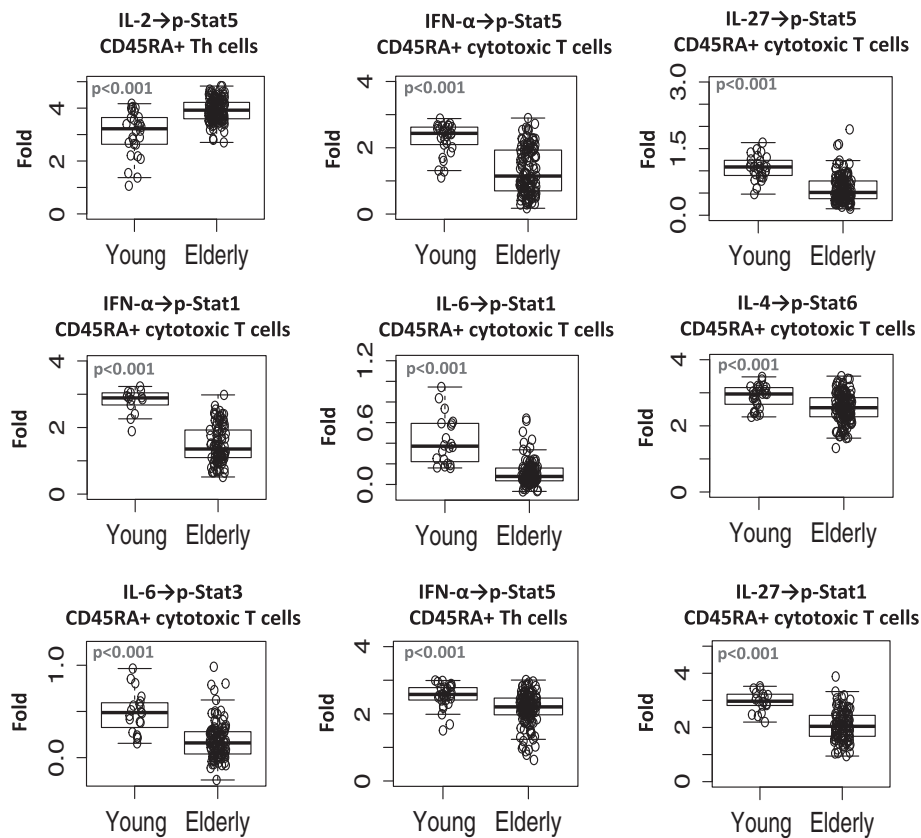 IL-2→p-Stat5
CD45RA+ Th cells
p<0.001
Fold
4
2
0
Young Elderly
IFN-α→p-Stat5
CD45RA+ cytotoxic T cells
p<0.001
Fold
4
2
0
Young Elderly
IL-27→p-Stat5
CD45RA+ cytotoxic T cells
p<0.001
Fold
3.0
1.5
0.0
Young Elderly
IFN-α→p-Stat1
CD45RA+ cytotoxic T cells
p<0.001
Fold
4
2
0
Young Elderly
IL-6→p-Stat1
CD45RA+ cytotoxic T cells
p<0.001
Fold
1.2
0.6
0.0
Young Elderly
IL-4→p-Stat6
CD45RA+ cytotoxic T cells
p<0.001
Fold
4
2
0
Young Elderly
IL-6→p-Stat3
CD45RA+ cytotoxic T cells
p<0.001
Fold
1.0
0.0
Young Elderly
IFN-α→p-Stat5
CD45RA+ Th cells
p<0.001
Fold
4
2
0
Young Elderly
IL-27→p-Stat1
CD45RA+ cytotoxic T cells
p<0.001
Fold
4
2
0
Young Elderly